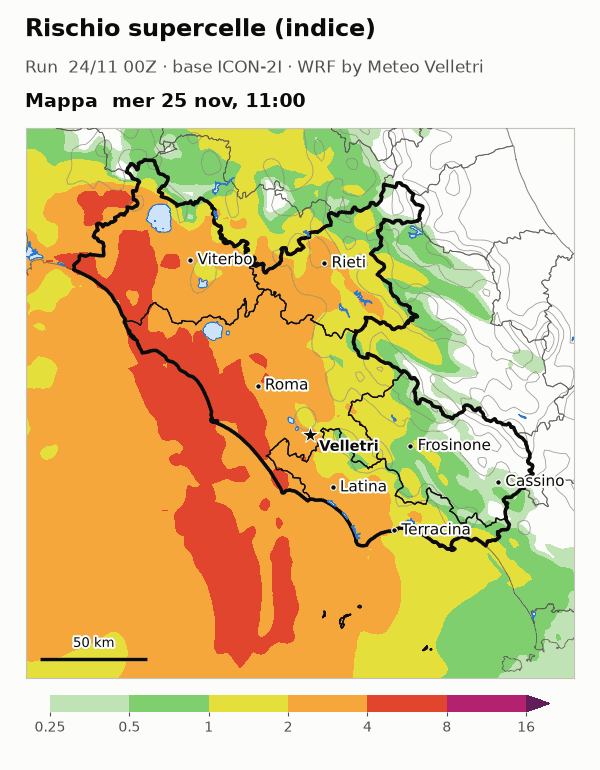 Rischio supercelle (indice)
Run 24/11 00Z · base ICON-2I · WRF by Meteo Velletri
Mappa mer 25 nov, 11:00
Viterbo
Rieti
Roma
Velletri
Frosinone
Cassino
Latina
Terracina
50 km
0.25 0.5 1 2 4 8 16